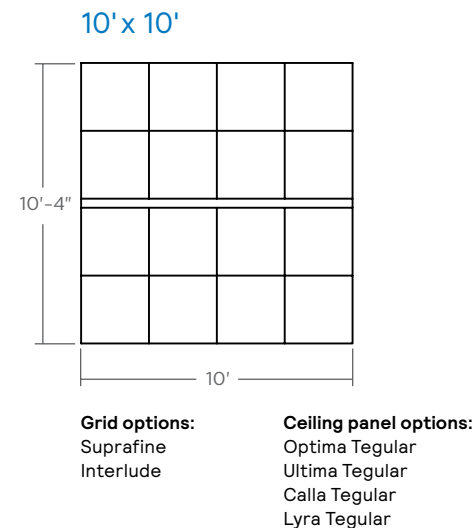 10' x 10'
10'-4"
10'
Grid options:
Suprafine
Interlude
Ceiling panel options:
Optima Tegular
Ultima Tegular
Calla Tegular
Lyra Tegular